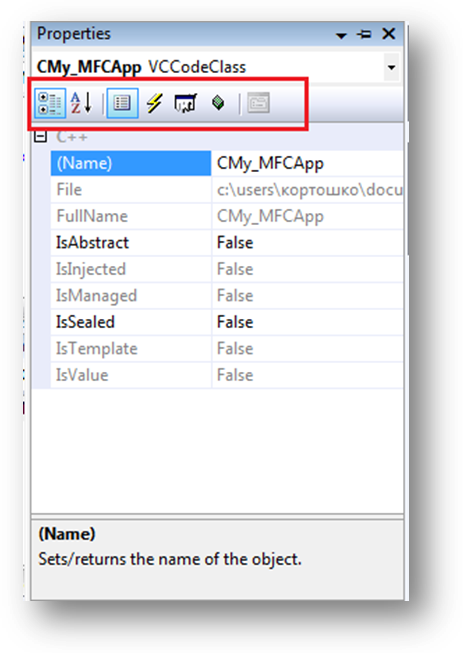 Properties
CMy_MFCApp VCCodeClass
A
Z
C++
(Name) CMy_MFCApp
File c:\users\кортошко\docu
FullName CMy_MFCApp
IsAbstract False
IsInjected False
IsManaged False
IsSealed False
IsTemplate False
IsValue False
(Name)
Sets/returns the name of the object.